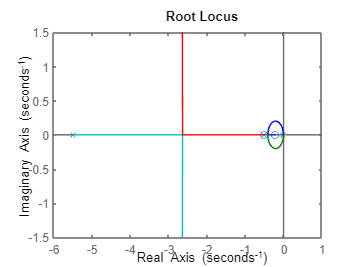 Root Locus
1.5
1
0.5
0
-0.5
-1
-1.5
Imaginary Axis (seconds⁻¹)
-6 -5 -4 -3 -2 -1 0 1
Real Axis (seconds⁻¹)